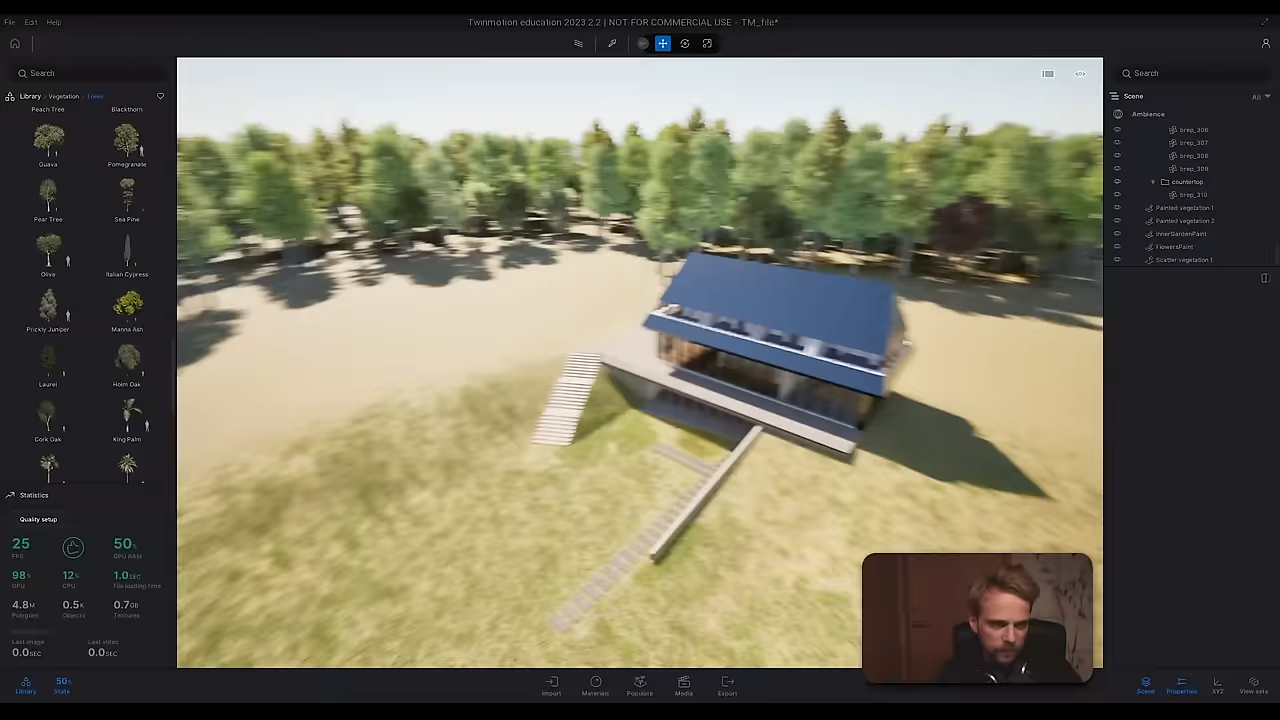 Twinmotion education 2023.2.2 | NOT FOR COMMERCIAL USE - TM_file*
File Edit Help
Search
Library > Vegetation > Trees
Peach Tree Blackthorn
Guava Pomegranate
Pear Tree Sea Pine
Olive Italian Cypress
Prickly Juniper Manna Ash
Laurel Holm Oak
Cork Oak King Palm
Statistics
Quality setup
25 50%
FPS GPU RAM
98% 12% 1.0SEC
GPU CPU File loading time
4.8M 0.5K 0.7GB
Polygons Objects Textures
Last image Last video
0.0SEC 0.0SEC
Library 50% Stats
Import Materials Populate Media Export
Search
Scene All
Ambience
brep_306
brep_307
brep_308
brep_309
countertop
brep_310
Painted vegetation 1
Painted vegetation 2
InnerGardenPaint
FlowersPaint
Scatter vegetation 1
Scene Properties XYZ View sets